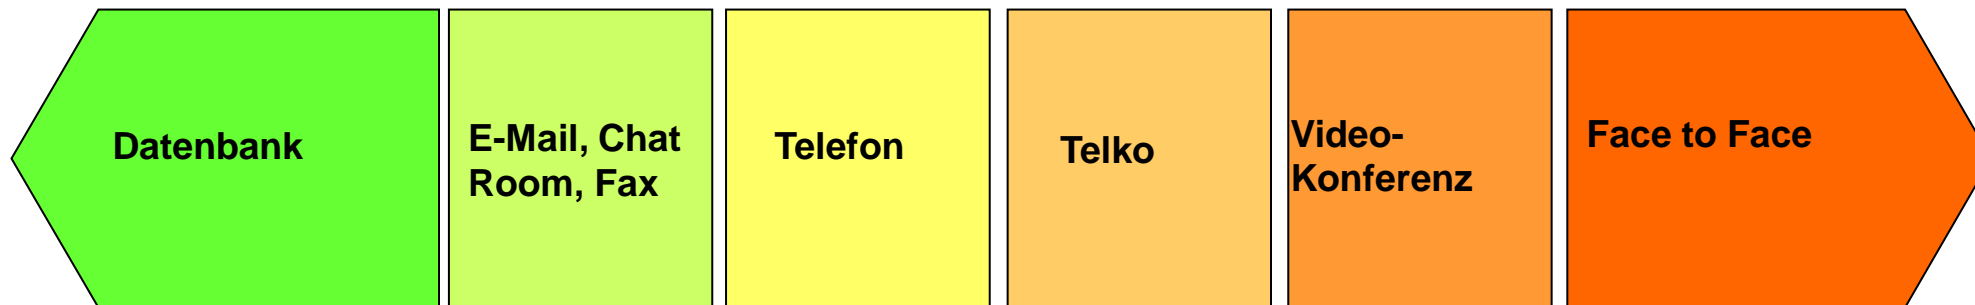 Datenbank
E-Mail, Chat
Room, Fax
Telefon
Telko
Video-
Konferenz
Face to Face